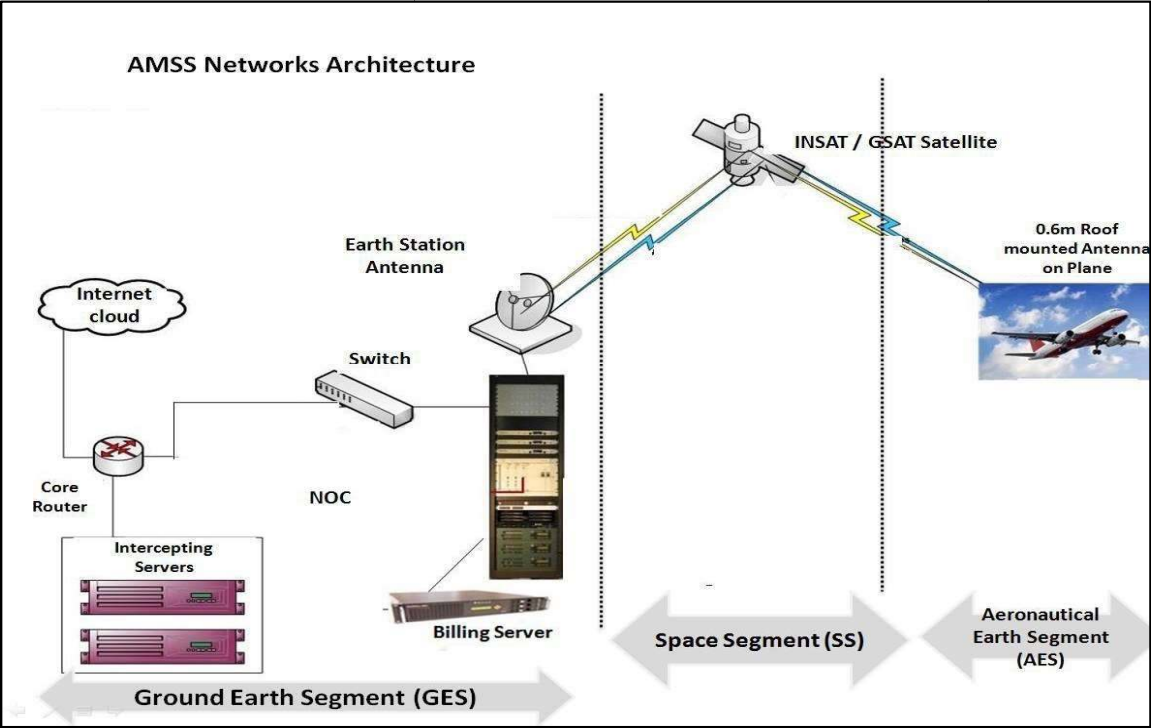 AMSS Networks Architecture
INSAT / GSAT Satellite
0.6m Roof
mounted Antenna
on Plane
Earth Station
Antenna
Internet
cloud
Switch
Core
Router
NOC
Intercepting
Servers
Billing Server
Space Segment (SS)
Aeronautical
Earth Segment
(AES)
Ground Earth Segment (GES)